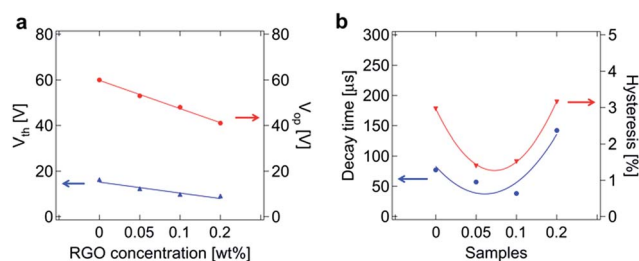 a
80
60
40
20
0
V_th [V]
80
60
40
20
0
V_op [V]
0 0.05 0.1 0.2
RGO concentration [wt%]
b
300
250
200
150
100
50
0
Decay time [µs]
5
4
3
2
1
0
Hysteresis [%]
0 0.05 0.1 0.2
Samples